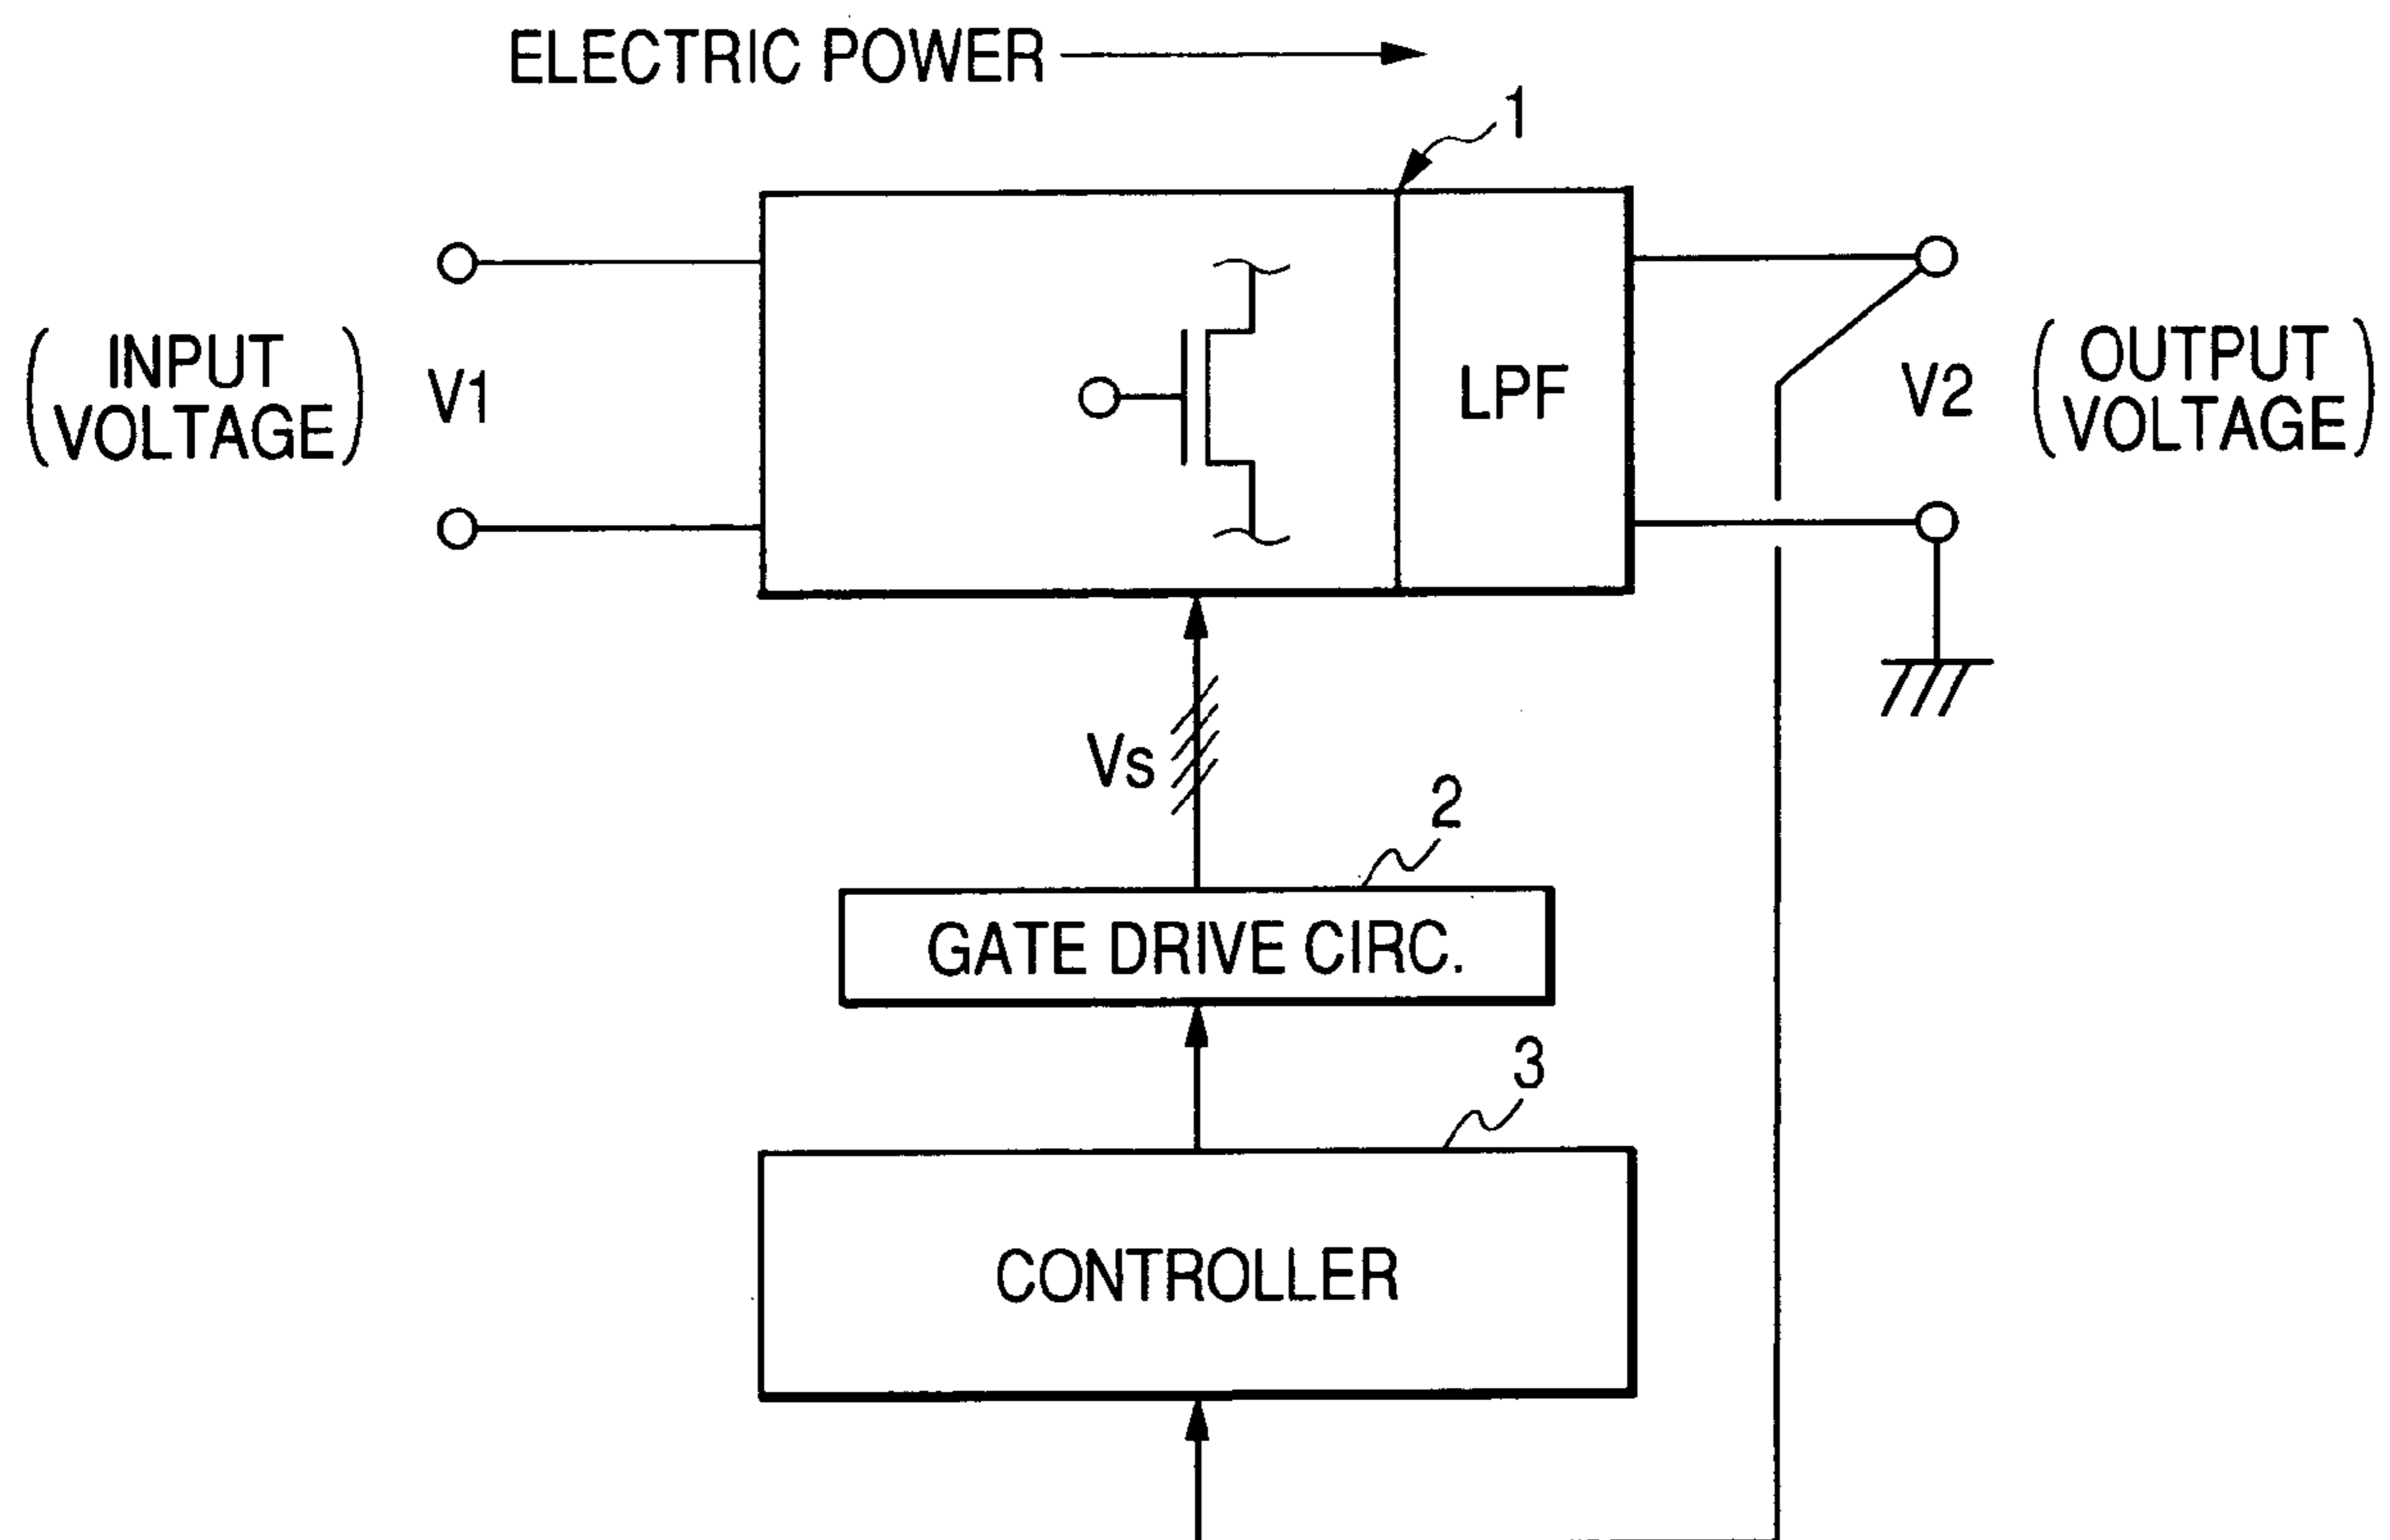 ELECTRIC POWER
1
INPUT
VOLTAGE
V1
LPF
V2
OUTPUT
VOLTAGE
Vs
2
GATE DRIVE CIRC.
3
CONTROLLER